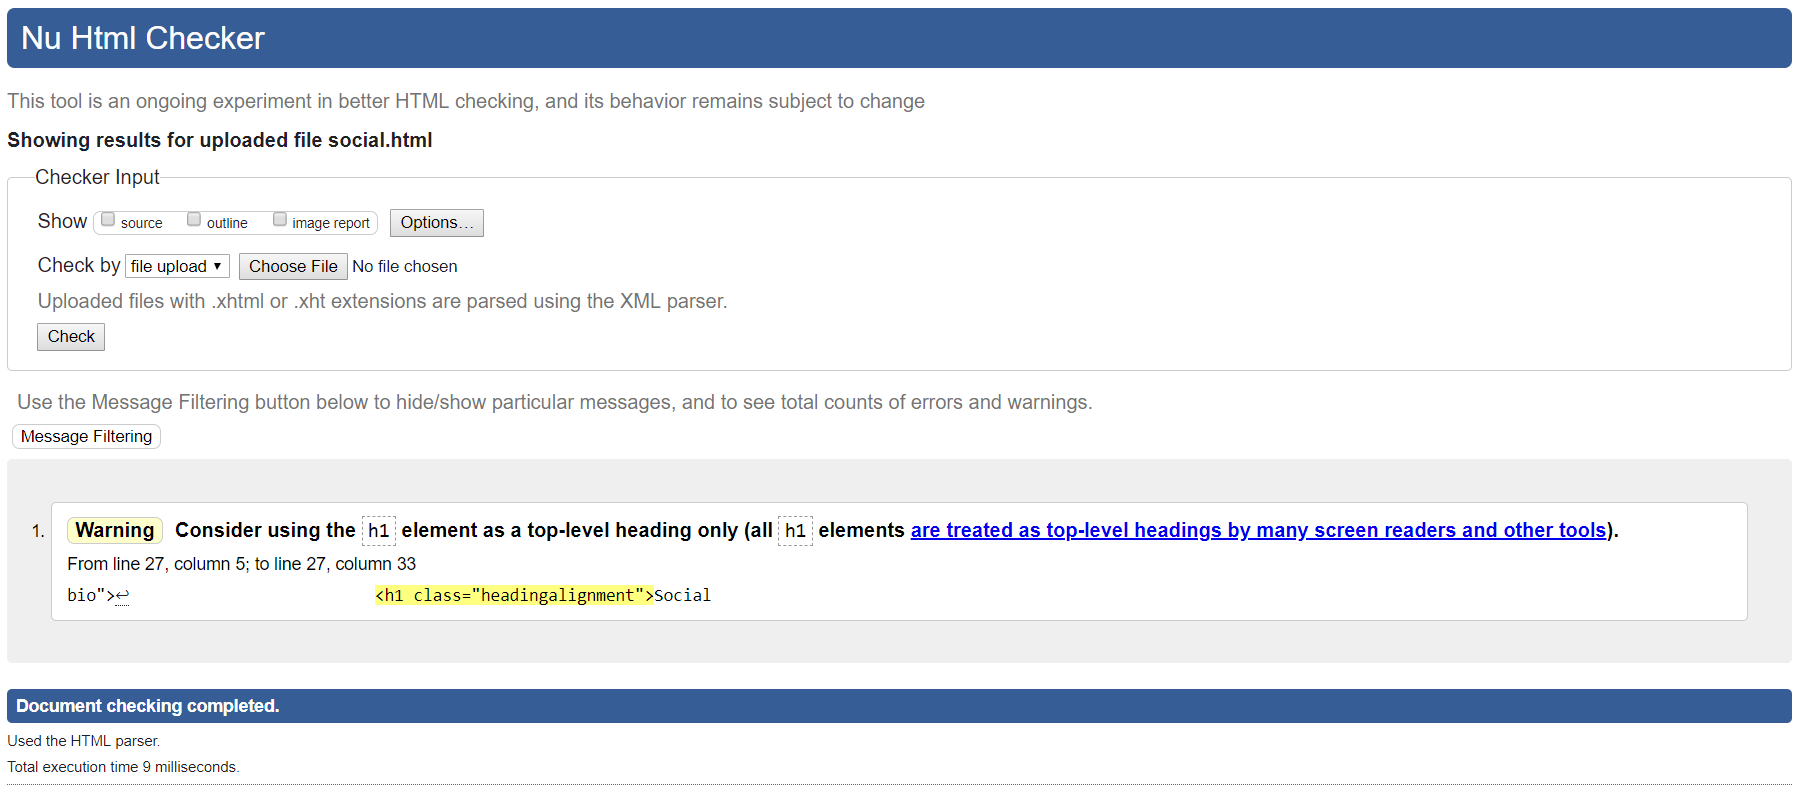 Nu Html Checker
This tool is an ongoing experiment in better HTML checking, and its behavior remains subject to change
Showing results for uploaded file social.html
Checker Input
Show source outline image report Options...
Check by file upload ▼ Choose File No file chosen
Uploaded files with .xhtml or .xht extensions are parsed using the XML parser.
Check
Use the Message Filtering button below to hide/show particular messages, and to see total counts of errors and warnings.
Message Filtering
1. Warning Consider using the h1 element as a top-level heading only (all h1 elements are treated as top-level headings by many screen readers and other tools).
From line 27, column 5; to line 27, column 33
bio">↩ <h1 class="headingalignment">Social
Document checking completed.
Used the HTML parser.
Total execution time 9 milliseconds.